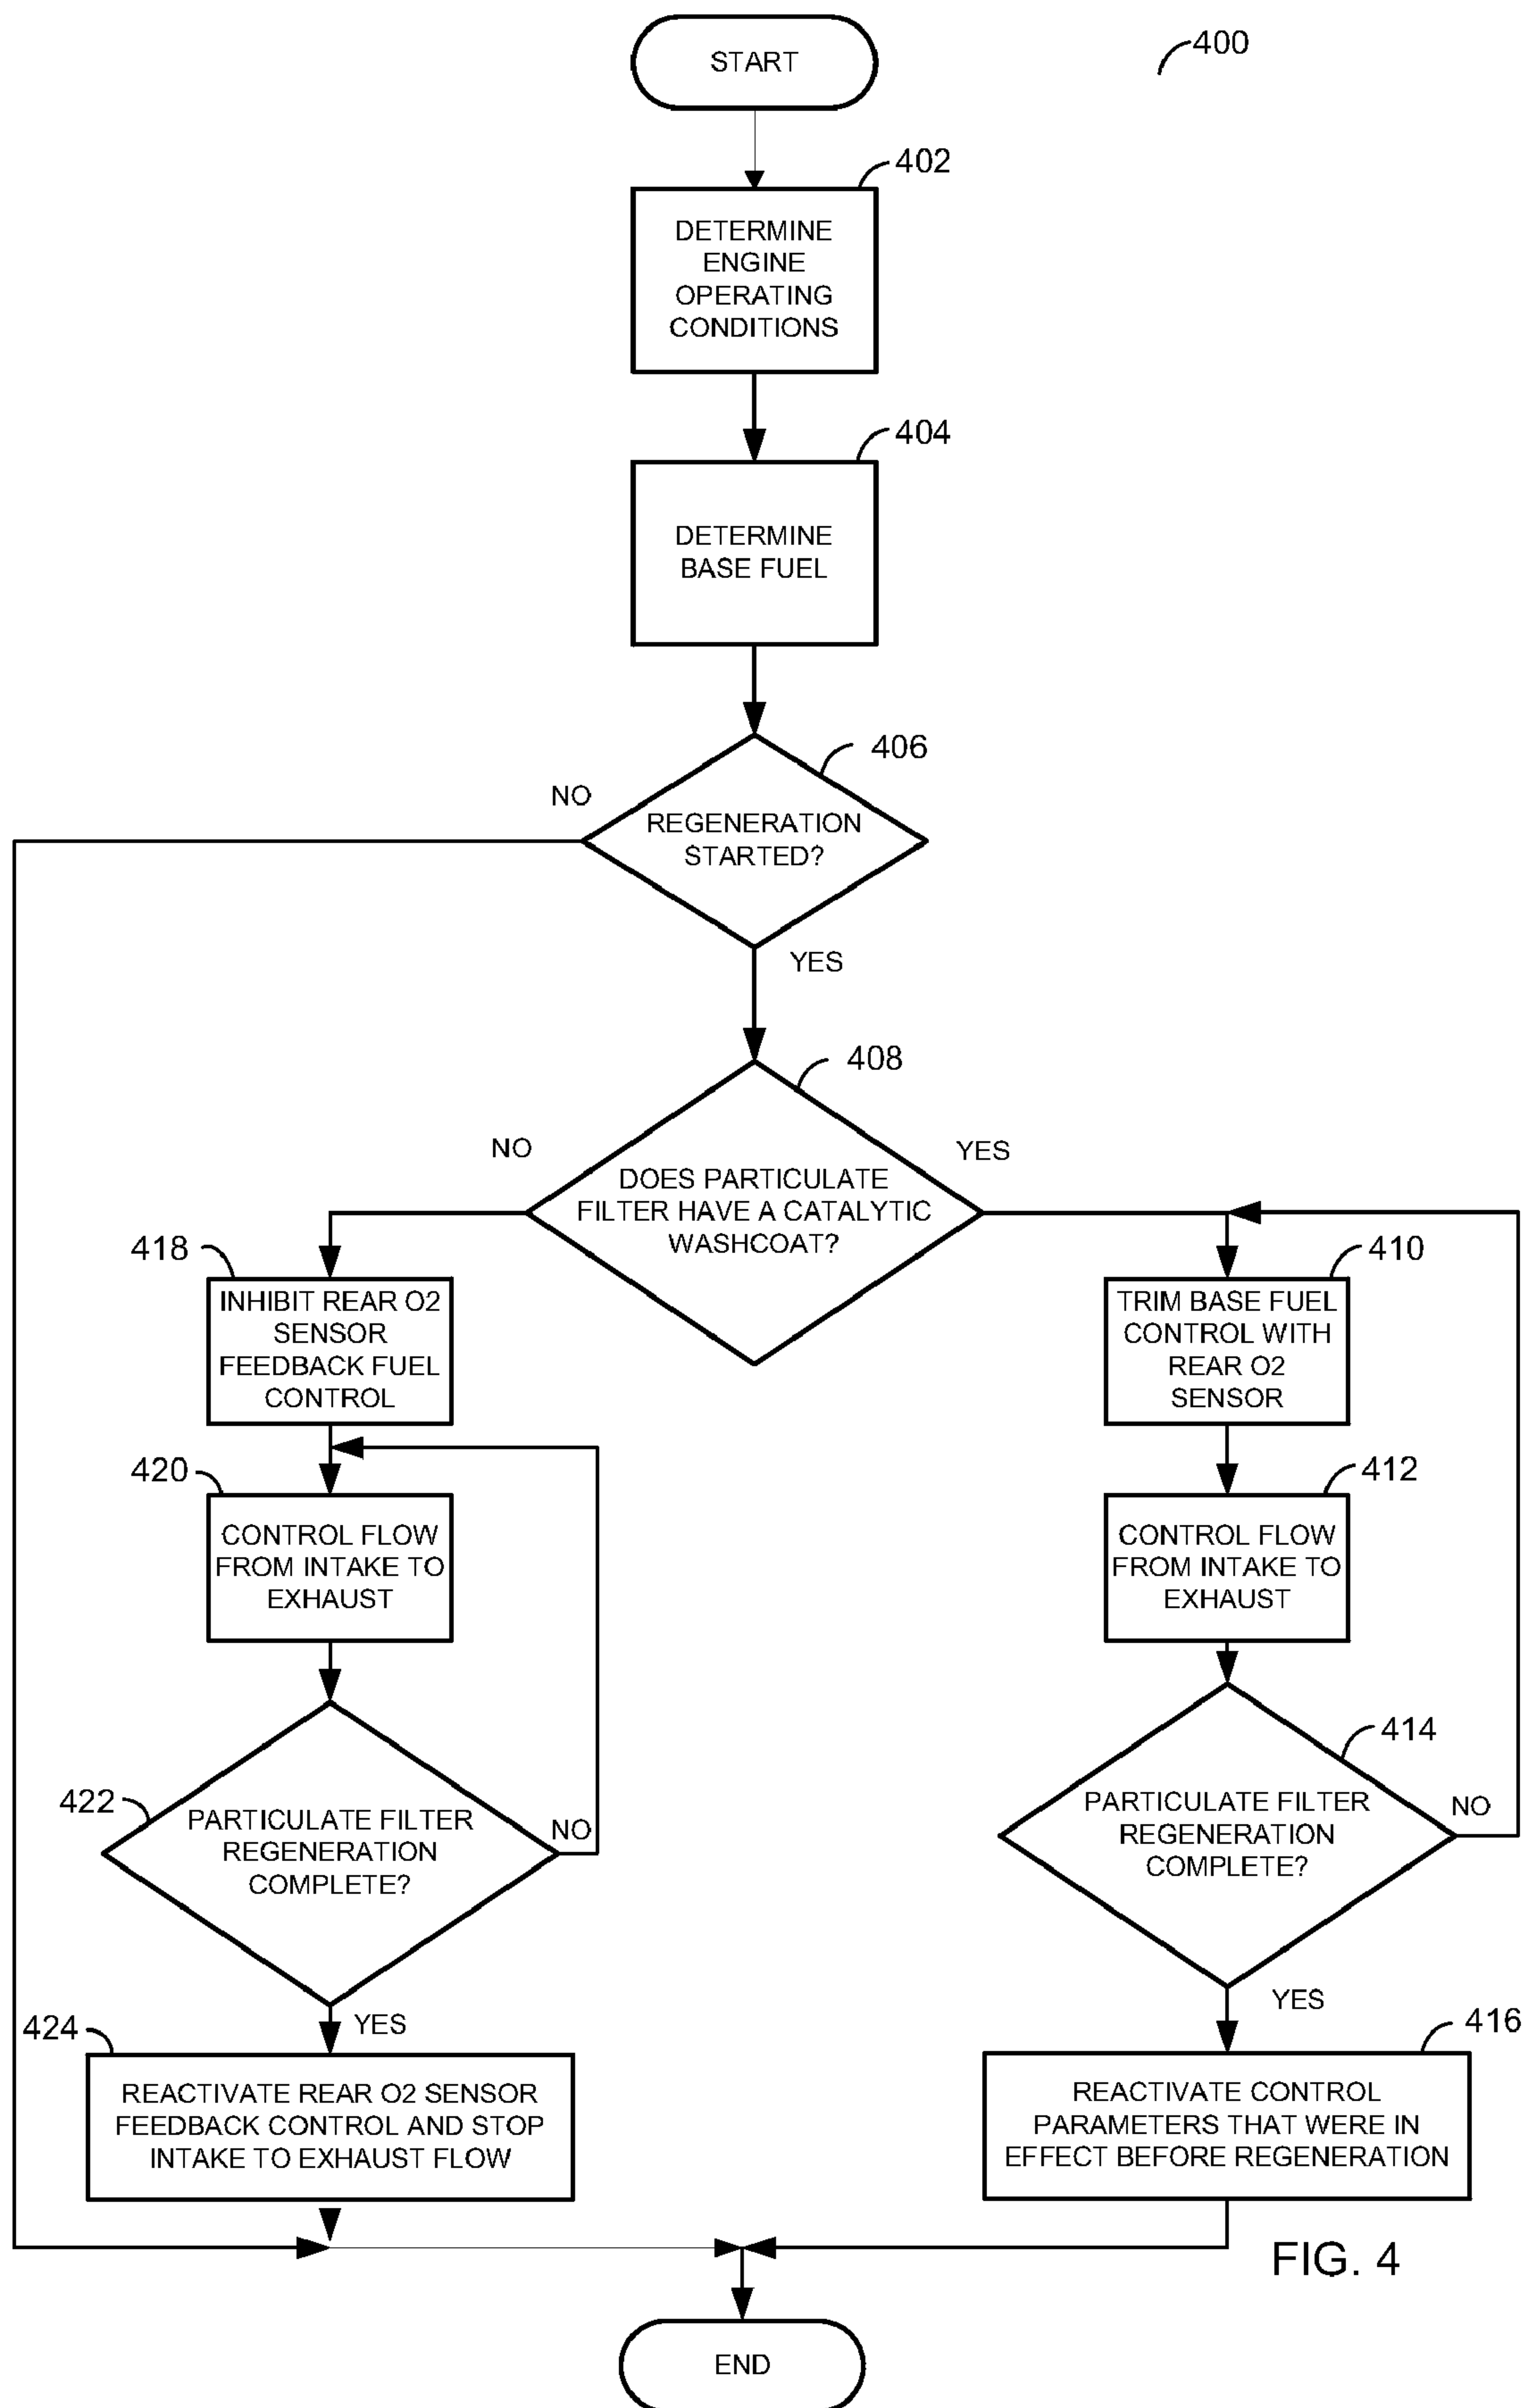 START
400
402
DETERMINE
ENGINE
OPERATING
CONDITIONS
404
DETERMINE
BASE FUEL
406
NO
REGENERATION
STARTED?
YES
408
NO
YES
DOES PARTICULATE
FILTER HAVE A CATALYTIC
WASHCOAT?
418
INHIBIT REAR O2
SENSOR
FEEDBACK FUEL
CONTROL
410
TRIM BASE FUEL
CONTROL WITH
REAR O2
SENSOR
420
CONTROL FLOW
FROM INTAKE TO
EXHAUST
412
CONTROL FLOW
FROM INTAKE TO
EXHAUST
422
PARTICULATE FILTER
REGENERATION
COMPLETE?
NO
414
PARTICULATE FILTER
REGENERATION
COMPLETE?
NO
YES
424
REACTIVATE REAR O2 SENSOR
FEEDBACK CONTROL AND STOP
INTAKE TO EXHAUST FLOW
YES
416
REACTIVATE CONTROL
PARAMETERS THAT WERE IN
EFFECT BEFORE REGENERATION
FIG. 4
END